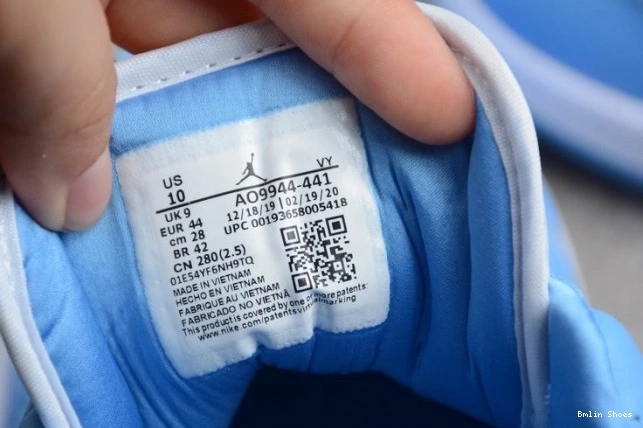 US
10
VY
AO9944-441
UK 9
12/18/19 | 02/19/20
EUR 44
UPC 00193658005418
cm 28
BR 42
CN 280(2.5)
01E54YF6NH9TQ
MADE IN VIETNAM
HECHO EN VIETNAM
FABRIQUE AU VIETNAM
FABRICADO NO VIETNÃ
This product is covered by one or more patents:
www.nike.com/patents
Bmlin Shoes